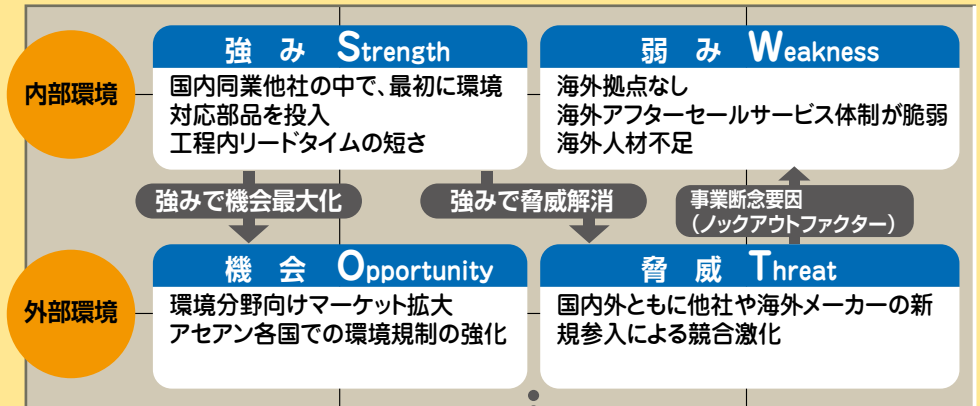 内部環境
強み Strength
国内同業他社の中で、最初に環境
対応部品を投入
工程内リードタイムの短さ
弱み Weakness
海外拠点なし
海外アフターセールサービス体制が脆弱
海外人材不足
強みで機会最大化
強みで脅威解消
事業断念要因
（ノックアウトファクター）
外部環境
機会 Opportunity
環境分野向けマーケット拡大
アセアン各国での環境規制の強化
脅威 Threat
国内外ともに他社や海外メーカーの新
規参入による競合激化